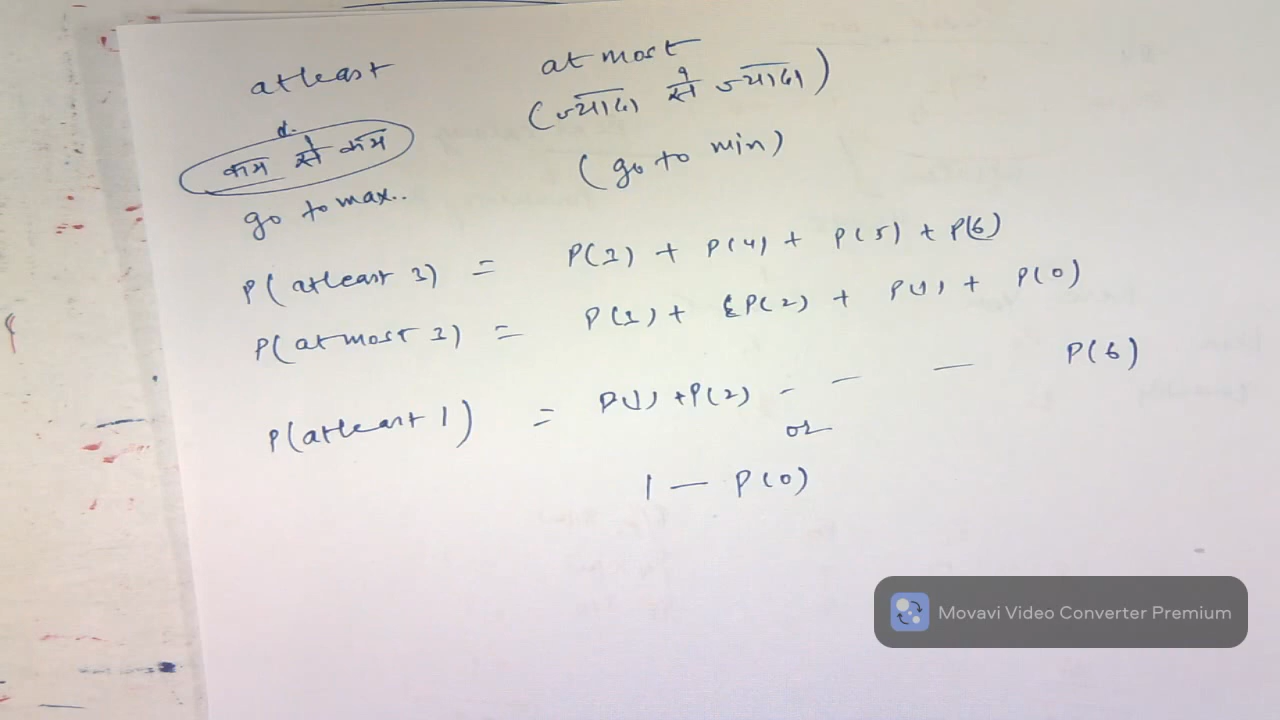 atleast
at most
(ज्यादा से ज्यादा)
कम से कम
(go to min)
go to max..
P(atleast 3) = P(3) + P(4) + P(5) + P(6)
P(at most 3) = P(3) + P(2) + P(1) + P(0)
P(atleast 1) = P(1) + P(2) - — — P(6)
or
1 — P(0)
Movavi Video Converter Premium